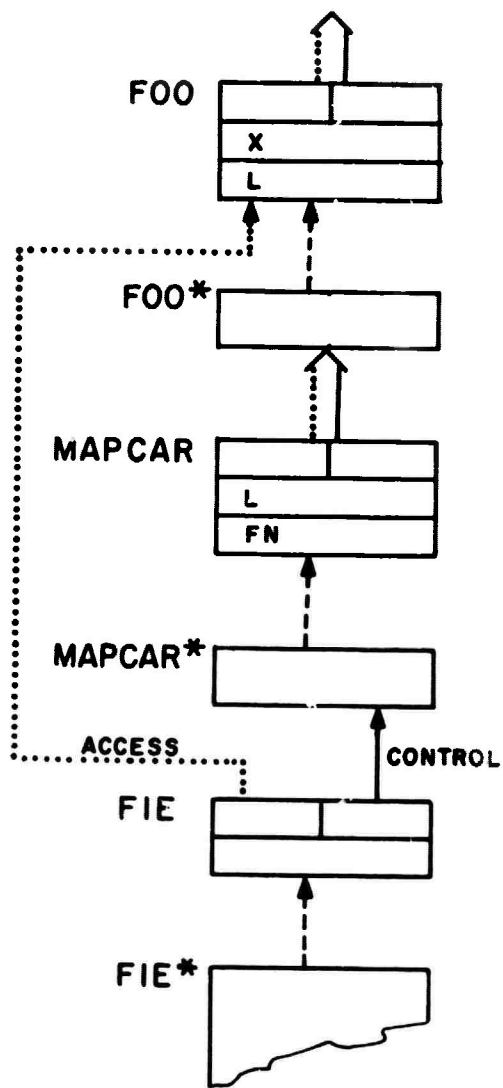 FOO
X
L
FOO*
MAPCAR
L
FN
MAPCAR*
ACCESS
CONTROL
FIE
FIE*